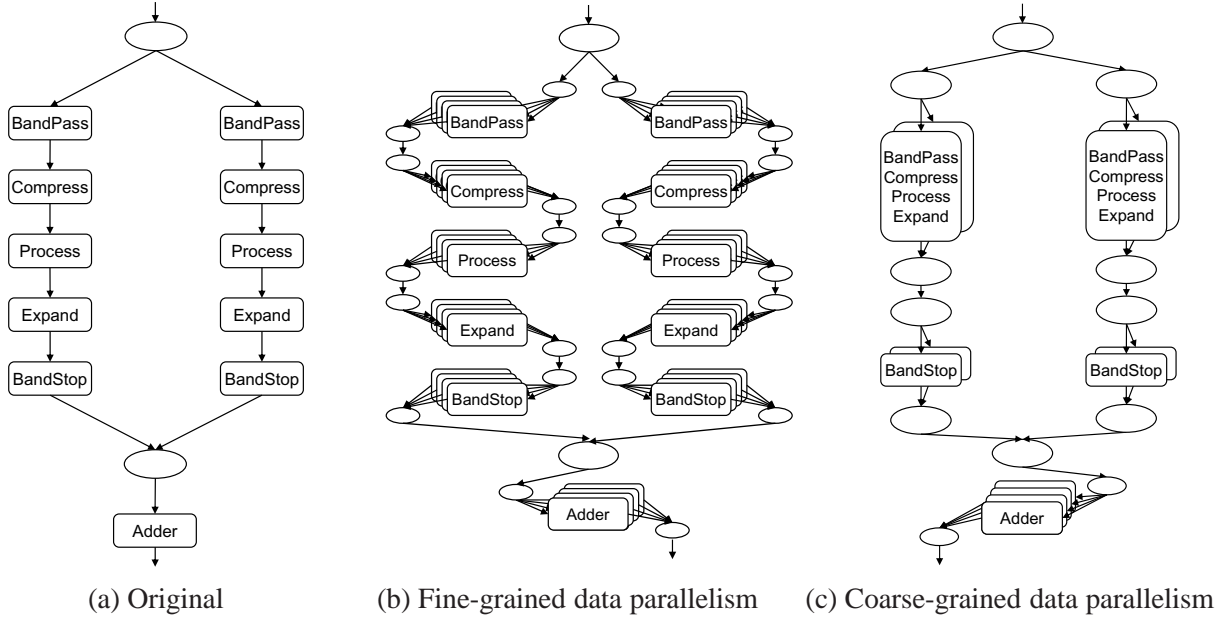 BandPass
BandPass
Compress
Compress
Process
Process
Expand
Expand
BandStop
BandStop
Adder
(a) Original
BandPass
BandPass
Compress
Compress
Process
Process
Expand
Expand
BandStop
BandStop
Adder
(b) Fine-grained data parallelism
BandPass
Compress
Process
Expand
BandPass
Compress
Process
Expand
BandStop
BandStop
Adder
(c) Coarse-grained data parallelism